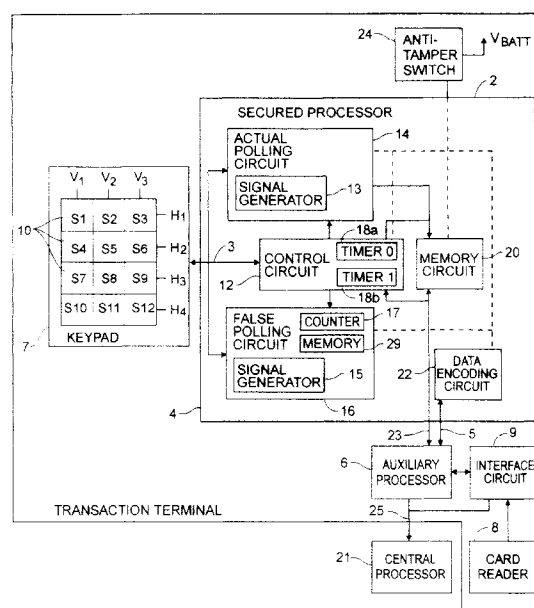 24
ANTI-
TAMPER
SWITCH
VBATT
2
SECURED PROCESSOR
14
ACTUAL
POLLING
CIRCUIT
SIGNAL
GENERATOR
13
V1 V2 V3
10
S1 S2 S3 H1
S4 S5 S6 H2
S7 S8 S9 H3
S10 S11 S12 H4
KEYPAD
7
3
18a
CONTROL
CIRCUIT
TIMER 0
TIMER 1
12
18b
MEMORY
CIRCUIT
20
FALSE
POLLING
CIRCUIT
COUNTER
17
MEMORY
29
SIGNAL
GENERATOR
15
16
22
DATA
ENCODING
CIRCUIT
4
23
5
9
6
AUXILIARY
PROCESSOR
INTERFACE
CIRCUIT
TRANSACTION TERMINAL
25
8
21
CENTRAL
PROCESSOR
CARD
READER